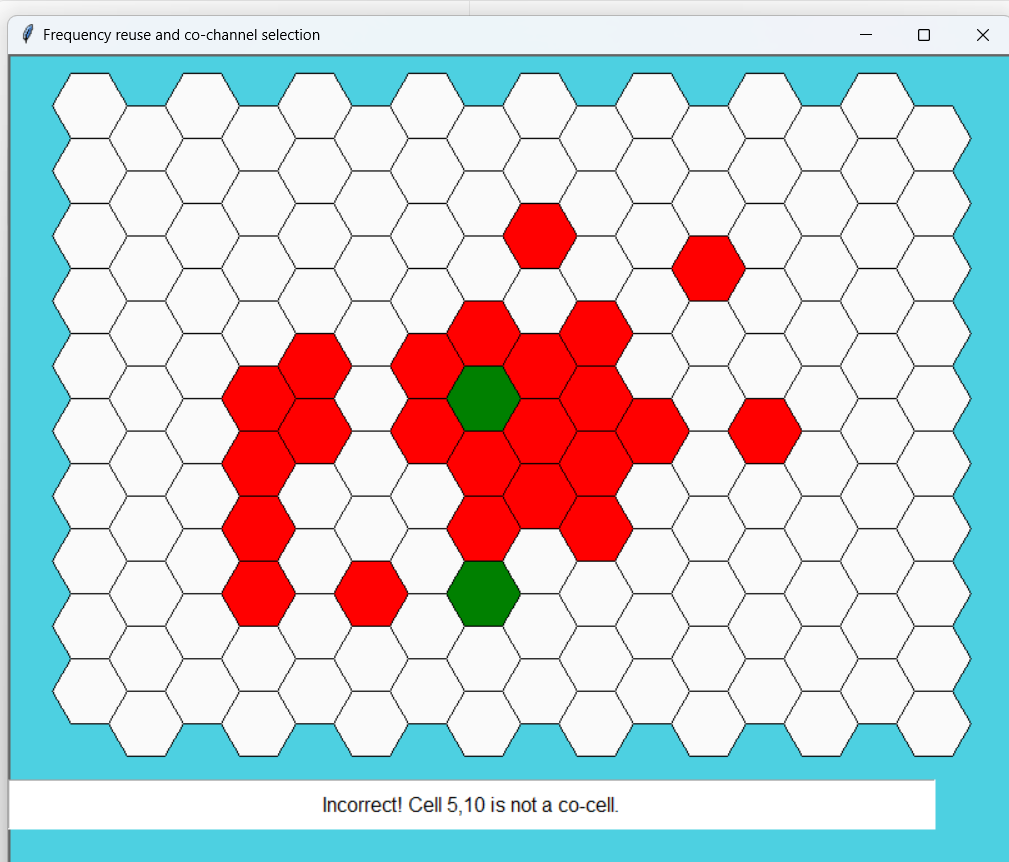 Frequency reuse and co-channel selection
Incorrect! Cell 5,10 is not a co-cell.